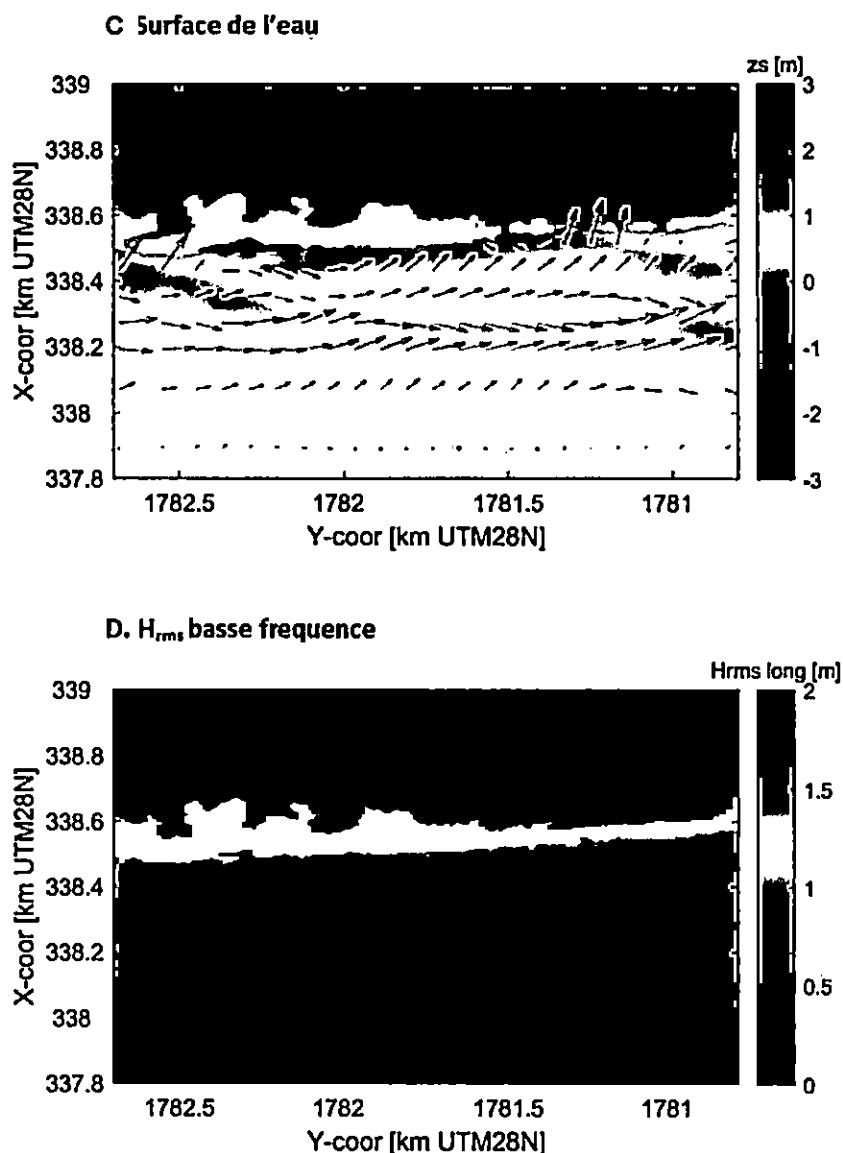 C Surface de l'eau
zs [m]
339
338.8
338.6
338.4
338.2
338
337.8
X-coor [km UTM28N]
3
2
1
0
-1
-2
-3
1782.5 1782 1781.5 1781
Y-coor [km UTM28N]
D. Hrms basse frequence
Hrms long [m]
339
338.8
338.6
338.4
338.2
338
337.8
X-coor [km UTM28N]
2
1.5
1
0.5
0
1782.5 1782 1781.5 1781
Y-coor [km UTM28N]